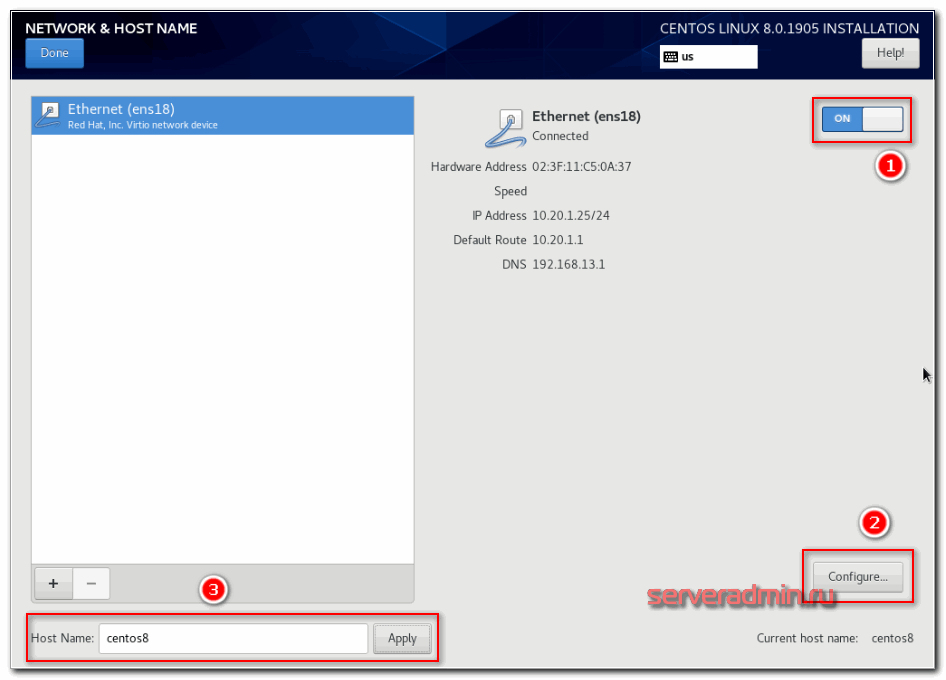 NETWORK & HOST NAME
CENTOS LINUX 8.0.1905 INSTALLATION
Done
us
Help!
Ethernet (ens18)
Red Hat, Inc. Virtio network device
Ethernet (ens18)
Connected
ON
1
Hardware Address 02:3F:11:C5:0A:37
Speed
IP Address 10.20.1.25/24
Default Route 10.20.1.1
DNS 192.168.13.1
2
Configure...
+ −
3
serveradmin.ru
Host Name: centos8 Apply
Current host name: centos8